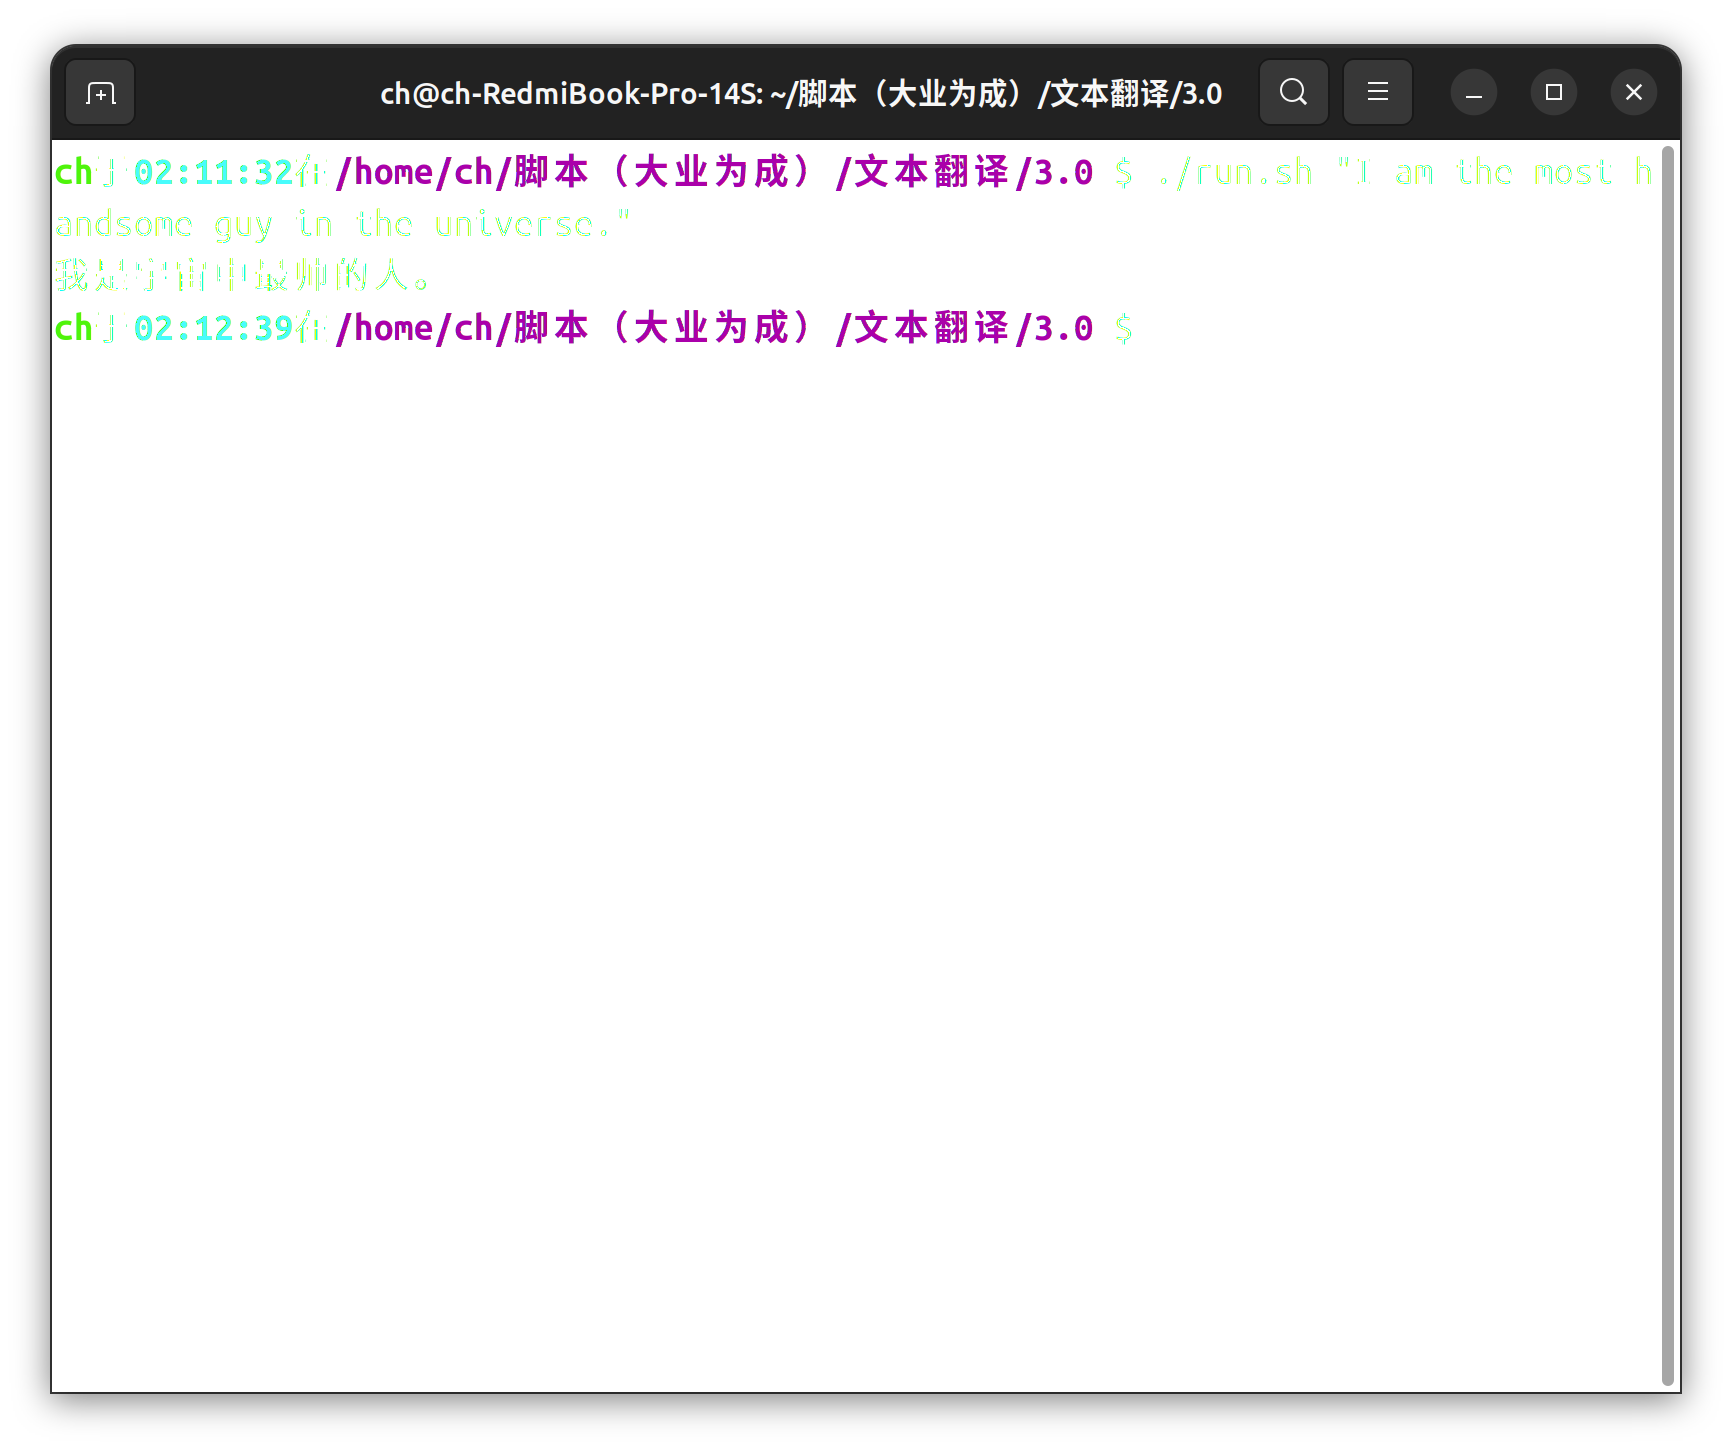 ch@ch-RedmiBook-Pro-14S: ~/脚本（大业为成）/文本翻译/3.0
ch于02:11:32在/home/ch/脚本（大业为成）/文本翻译/3.0 $ ./run.sh "I am the most h
andsome guy in the universe."
我是宇宙中最帅的人。
ch于02:12:39在/home/ch/脚本（大业为成）/文本翻译/3.0 $